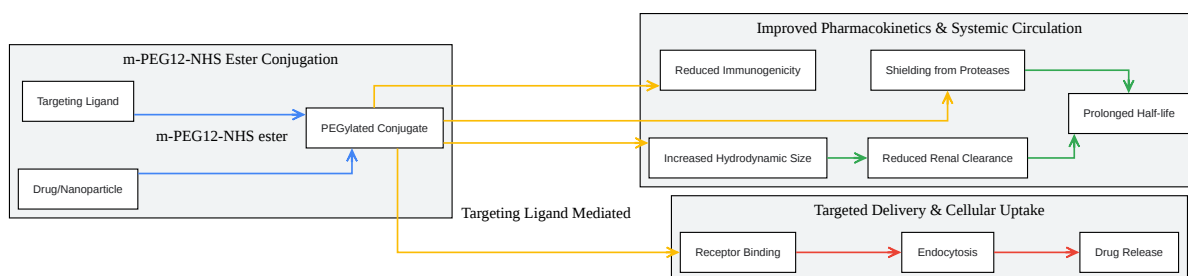 Improved Pharmacokinetics & Systemic Circulation
m-PEG12-NHS Ester Conjugation
Reduced Immunogenicity
Shielding from Proteases
Targeting Ligand
Prolonged Half-life
PEGylated Conjugate
m-PEG12-NHS ester
Increased Hydrodynamic Size
Reduced Renal Clearance
Drug/Nanoparticle
Targeting Ligand Mediated
Targeted Delivery & Cellular Uptake
Receptor Binding
Endocytosis
Drug Release